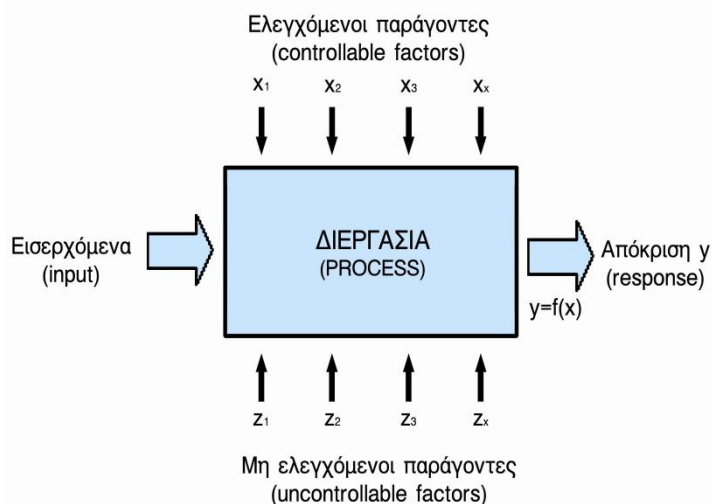 Ελεγχόμενοι παράγοντες
(controllable factors)
x₁ x₂ x₃ xₓ
Εισερχόμενα
(input)
ΔΙΕΡΓΑΣΙΑ
(PROCESS)
Απόκριση y
(response)
y=f(x)
z₁ z₂ z₃ zₓ
Μη ελεγχόμενοι παράγοντες
(uncontrollable factors)